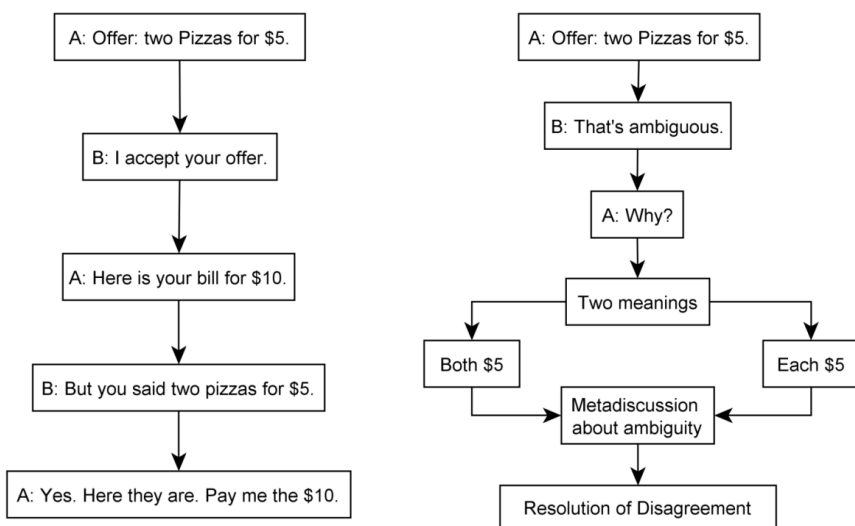 A: Offer: two Pizzas for $5.
B: I accept your offer.
A: Here is your bill for $10.
B: But you said two pizzas for $5.
A: Yes. Here they are. Pay me the $10.
A: Offer: two Pizzas for $5.
B: That's ambiguous.
A: Why?
Two meanings
Both $5
Each $5
Metadiscussion
about ambiguity
Resolution of Disagreement